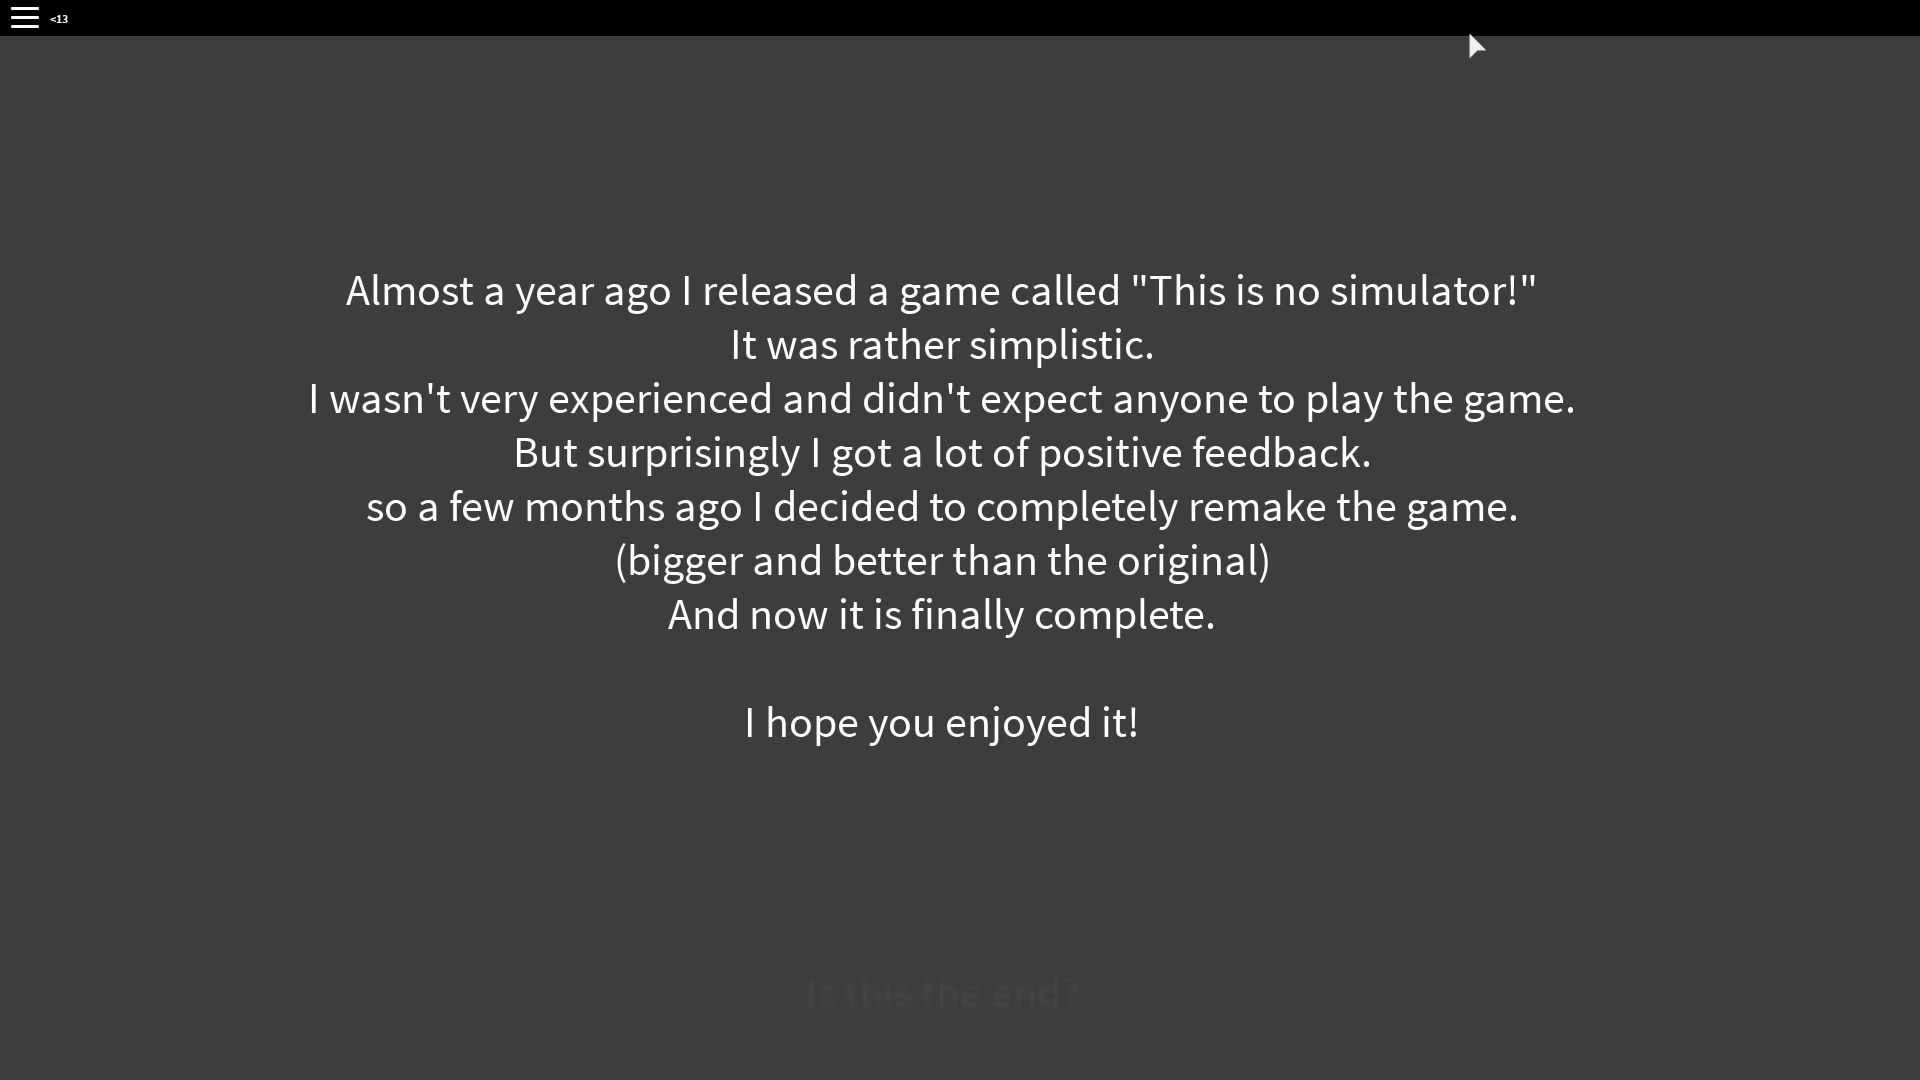 <13
Almost a year ago I released a game called "This is no simulator!"
It was rather simplistic.
I wasn't very experienced and didn't expect anyone to play the game.
But surprisingly I got a lot of positive feedback.
so a few months ago I decided to completely remake the game.
(bigger and better than the original)
And now it is finally complete.
I hope you enjoyed it!
Is this the end?